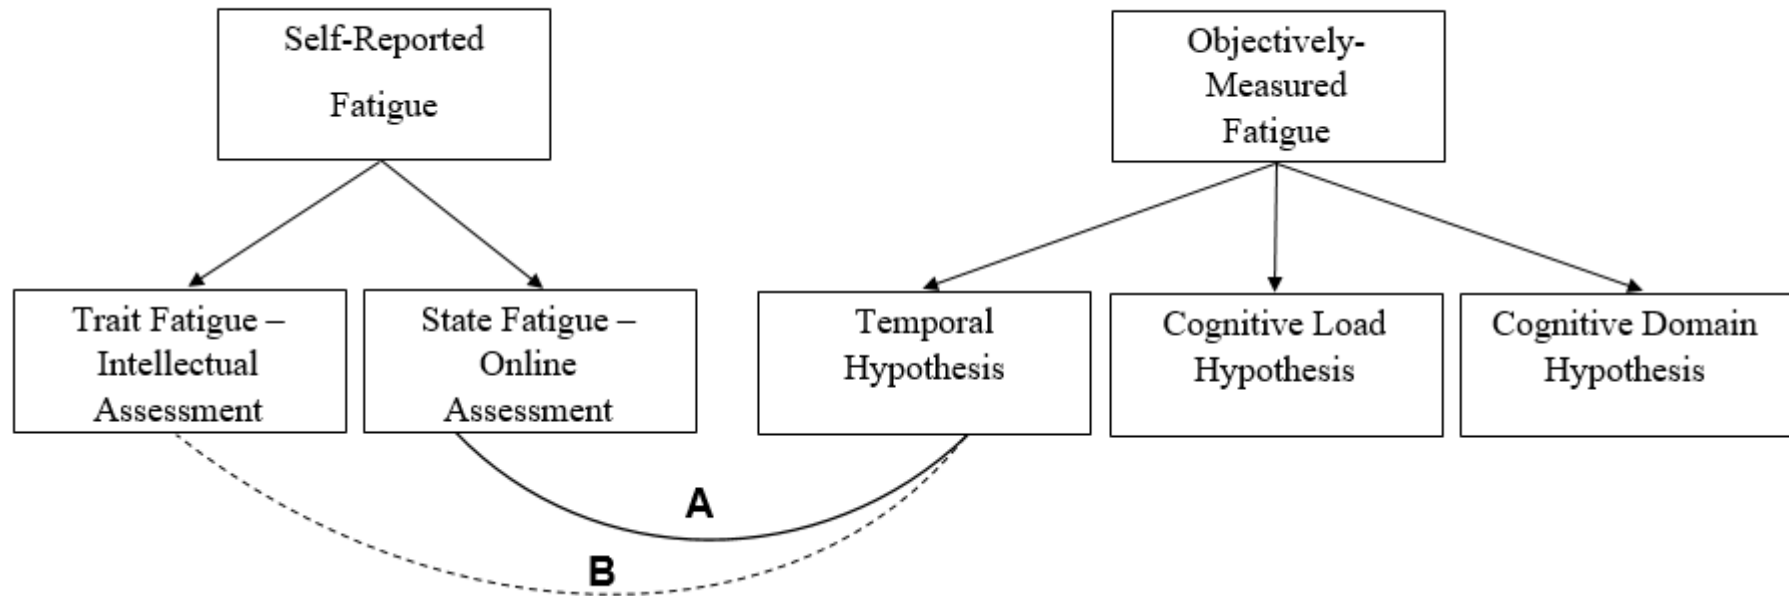 Self-Reported
Fatigue
Objectively-
Measured
Fatigue
Trait Fatigue –
Intellectual
Assessment
State Fatigue –
Online
Assessment
Temporal
Hypothesis
Cognitive Load
Hypothesis
Cognitive Domain
Hypothesis
A
B